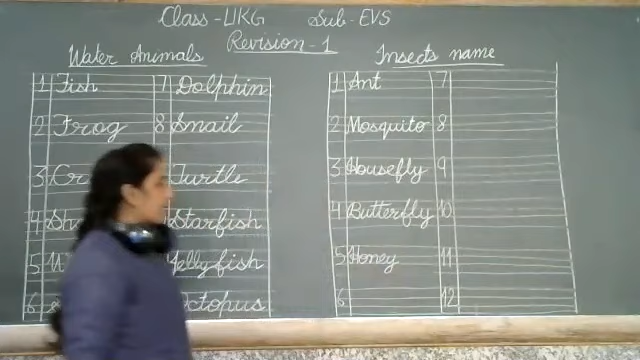 Class-UKG Sub-EVS
Revision-1
Water Animals
1 Fish 7 Dolphin
2 Frog 8 Snail
3 Turtle
4 Starfish
5 Jellyfish
6 Octopus
Insects name
1 Ant 7
2 Mosquito 8
3 Housefly 9
4 Butterfly 10
5 Honey 11
6 12